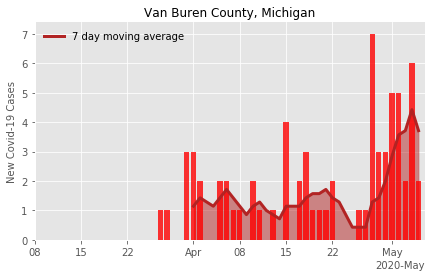 Van Buren County, Michigan
7 day moving average
New Covid-19 Cases
7
6
5
4
3
2
1
0
08 15 22 Apr 08 15 22 May
2020-May